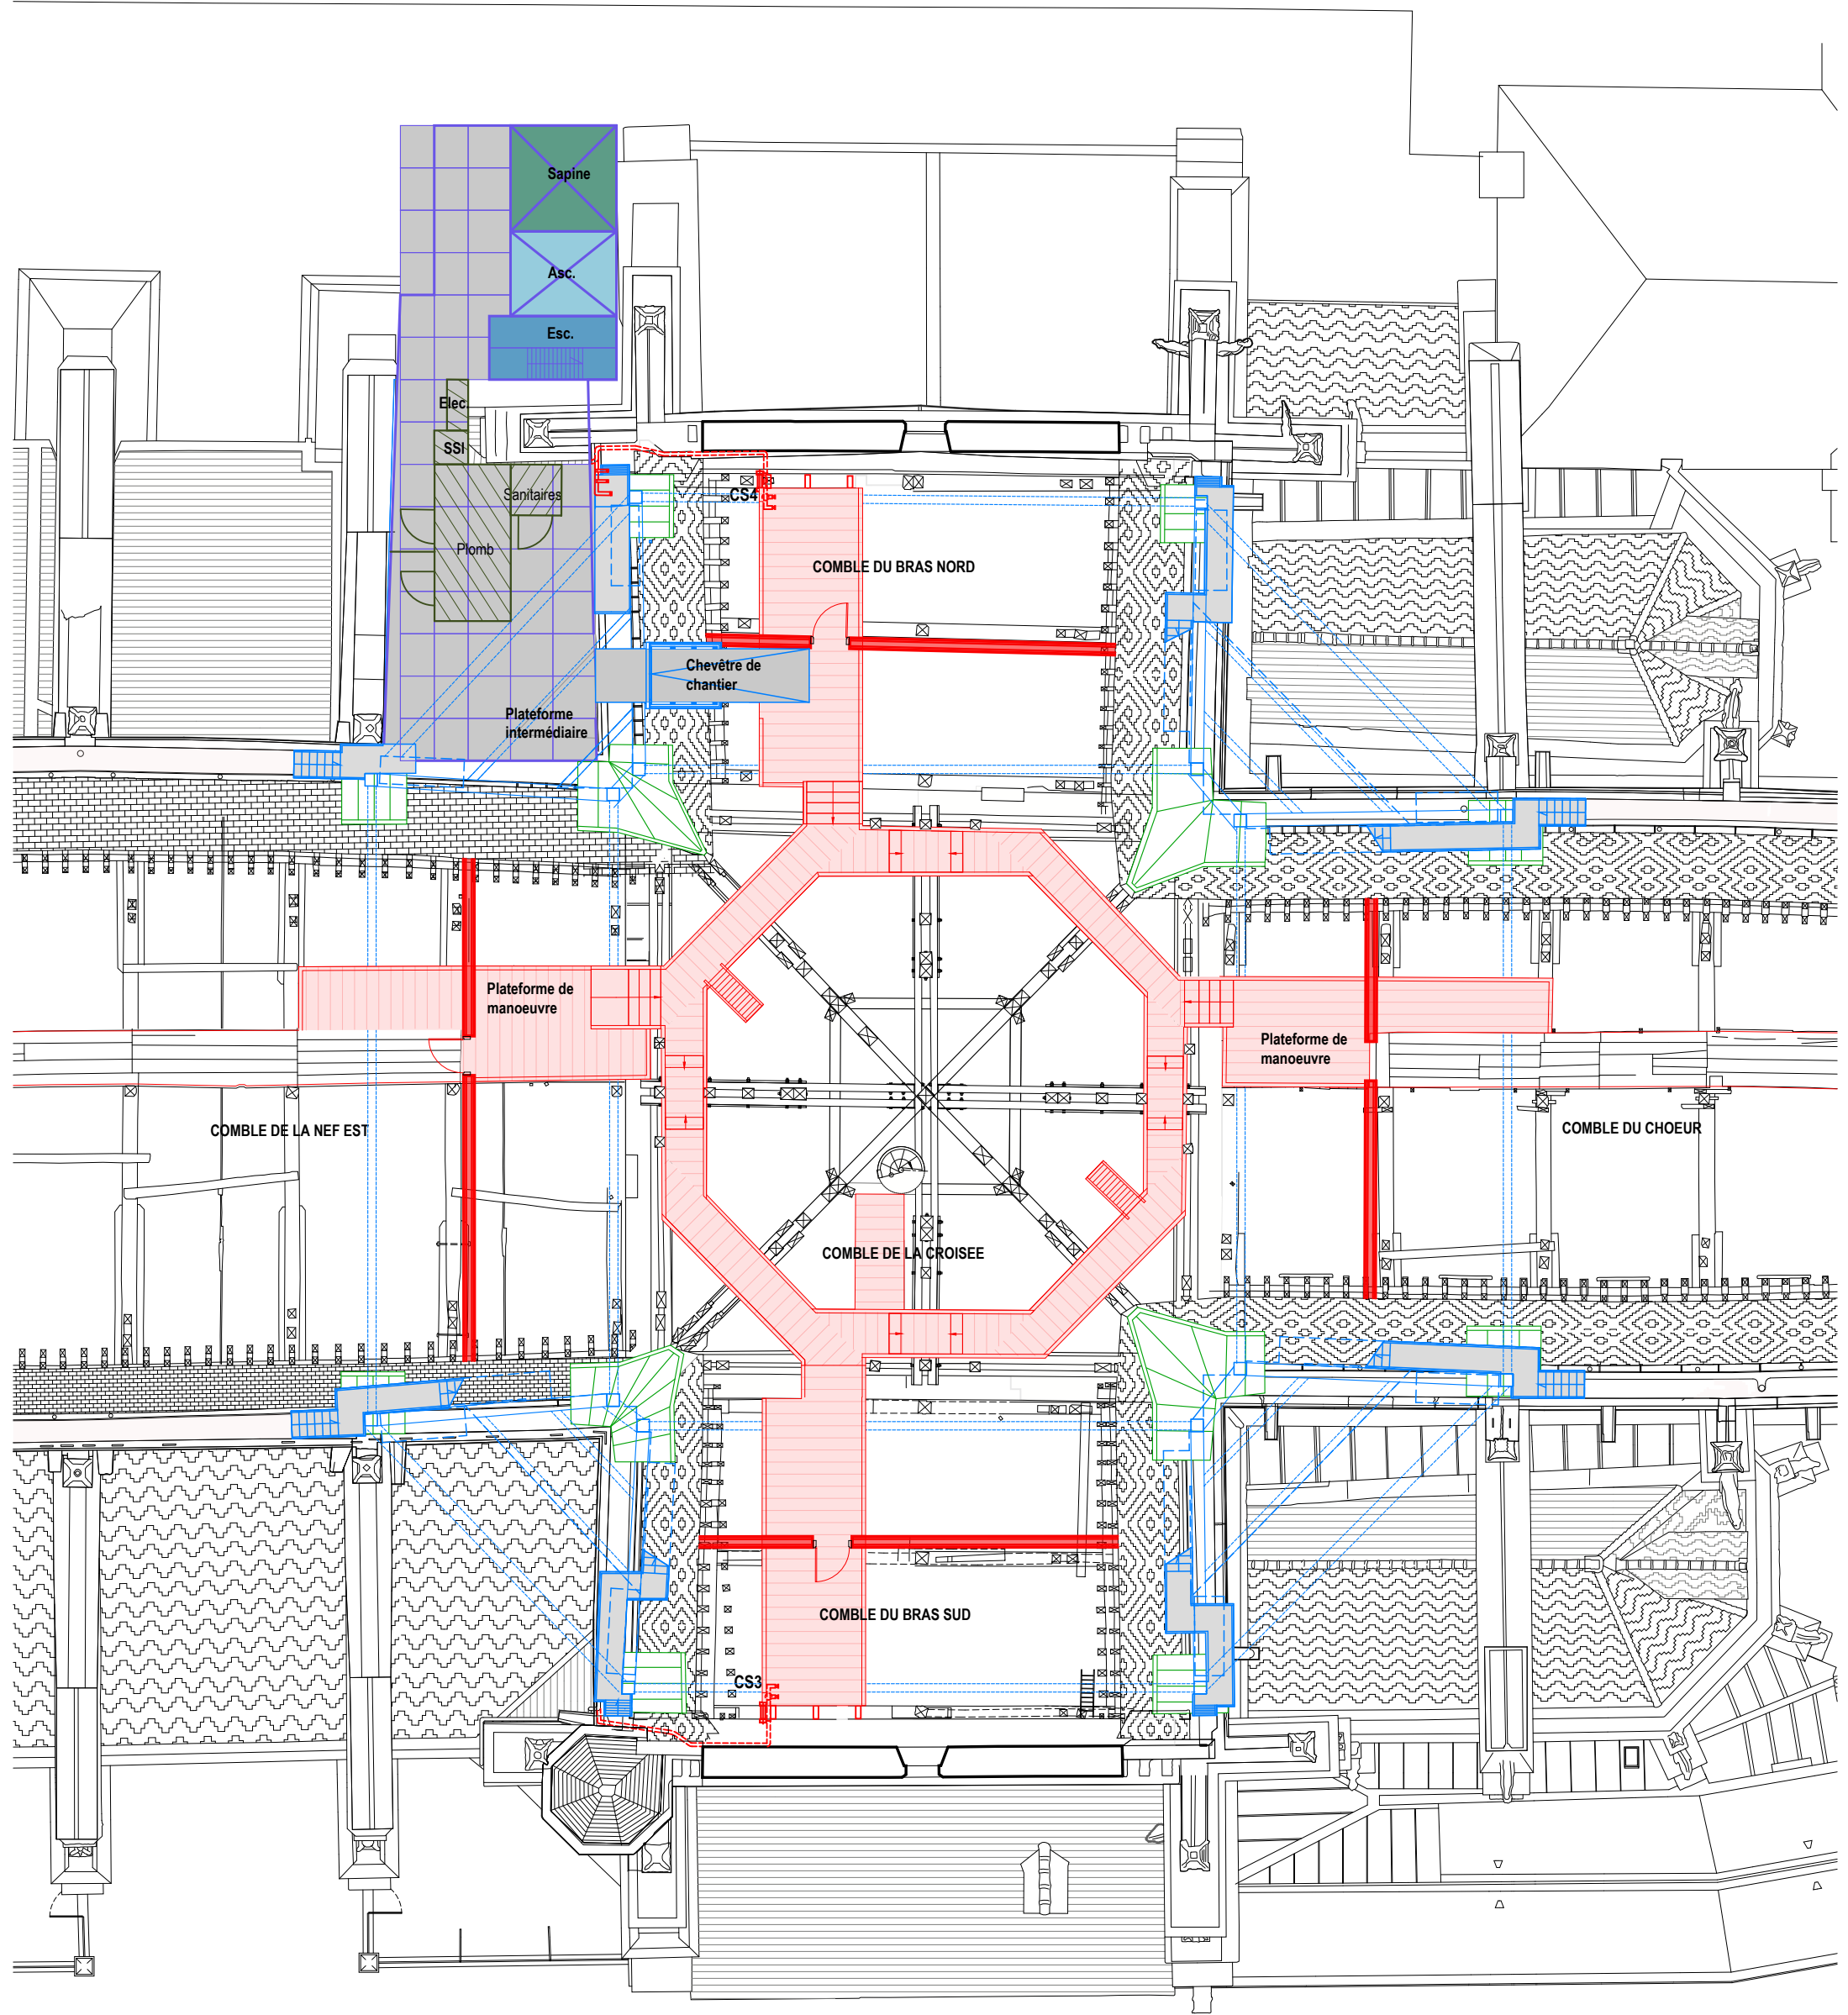 Sapine
Asc.
Esc.
Elec.
SSI
Sanitaires
CS4
Plomb
COMBLE DU BRAS NORD
Chevêtre de
chantier
Plateforme
intermédiaire
Plateforme de
manoeuvre
Plateforme de
manoeuvre
COMBLE DE LA NEF EST
COMBLE DU CHOEUR
COMBLE DE LA CROISEE
COMBLE DU BRAS SUD
CS3